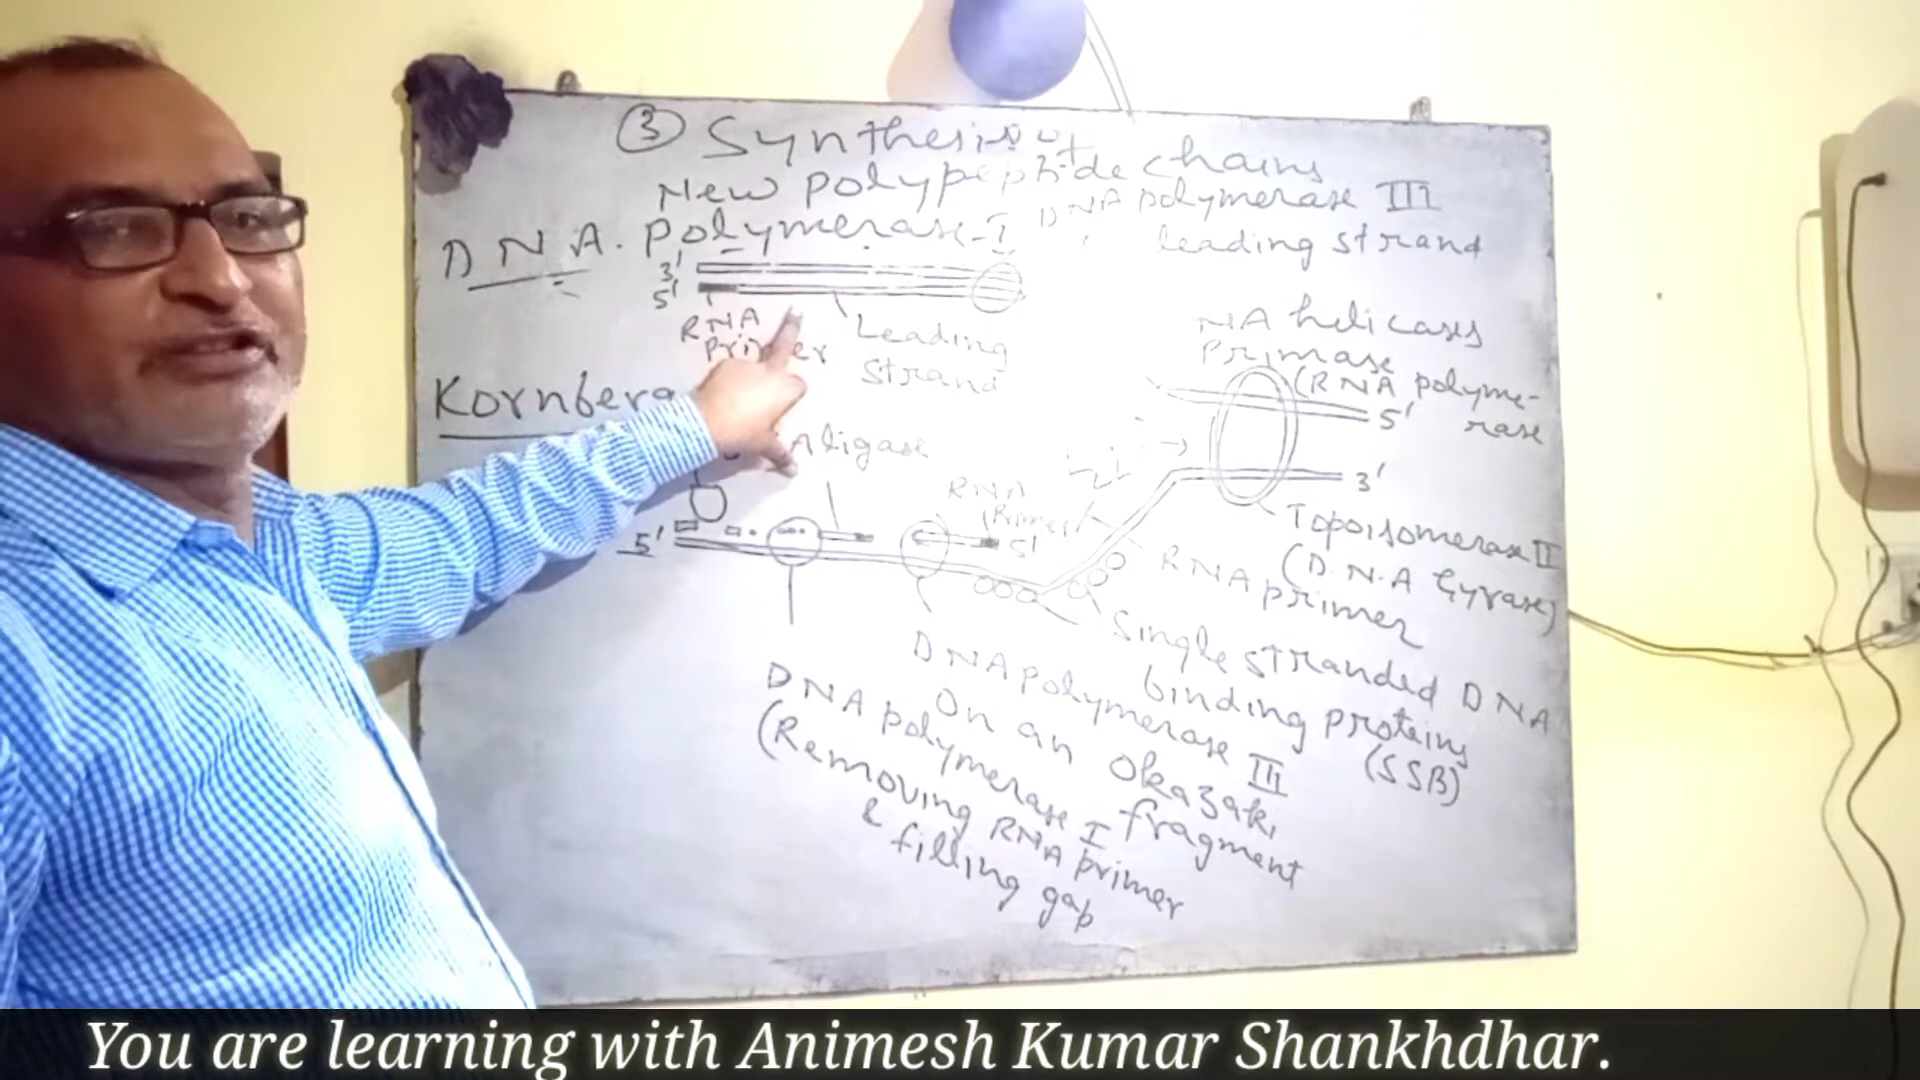 ③ Synthesis of
New polypeptide chains
DNA polymerase III
leading strand
D N A. Polymerase-I
3'
5'
RNA
Primer
Leading
Strand
Kornberg
ligase
NA helicases
Primase
(RNA polyme-
rase
5'
3'
RNA
Primer
5'
5'
Topoisomerase II
(D.N.A Gyrase)
RNA primer
Single stranded DNA
binding proteins
(SSB)
DNA polymerase III
On an Okazaki
fragment
DNA polymerase I
(Removing RNA primer
& filling gap
You are learning with Animesh Kumar Shankhdhar.